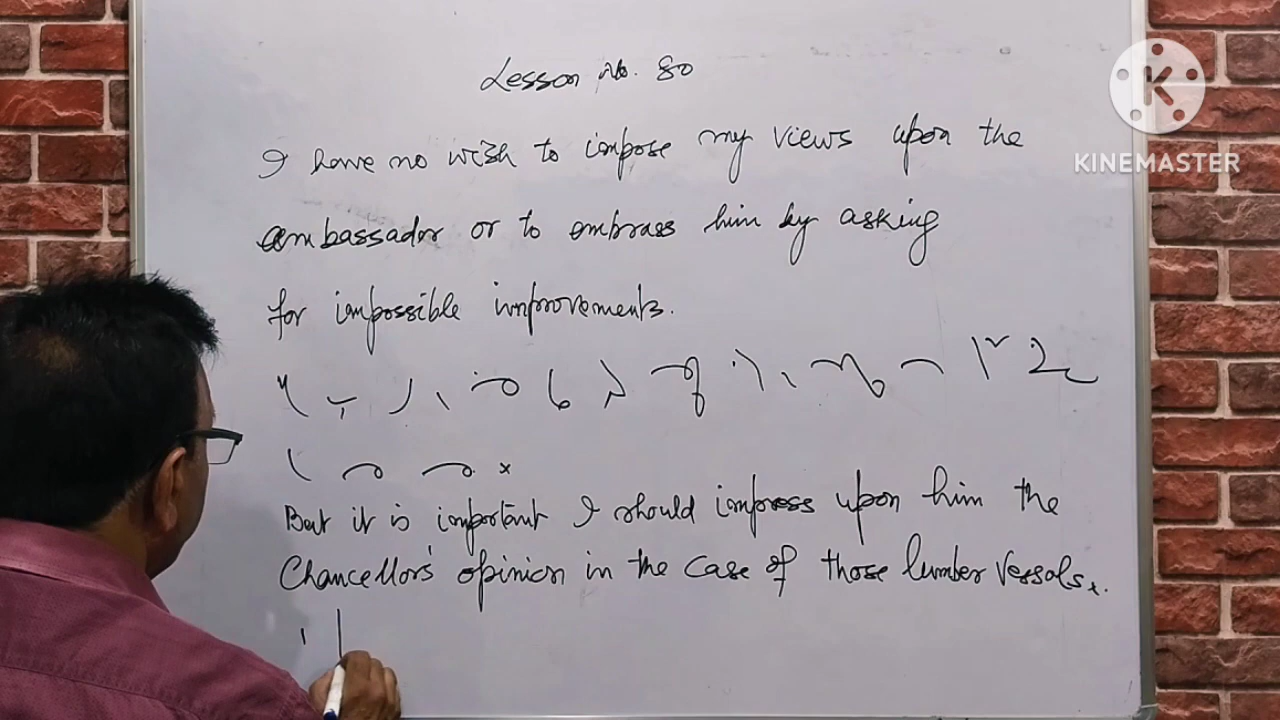 Lesson No. 80
I have no wish to impose my views upon the
ambassador or to embrass him by asking
for impossible improvements.
But it is important I should impress upon him the
Chancellor's opinion in the case of those lumber vessols.
KINEMASTER